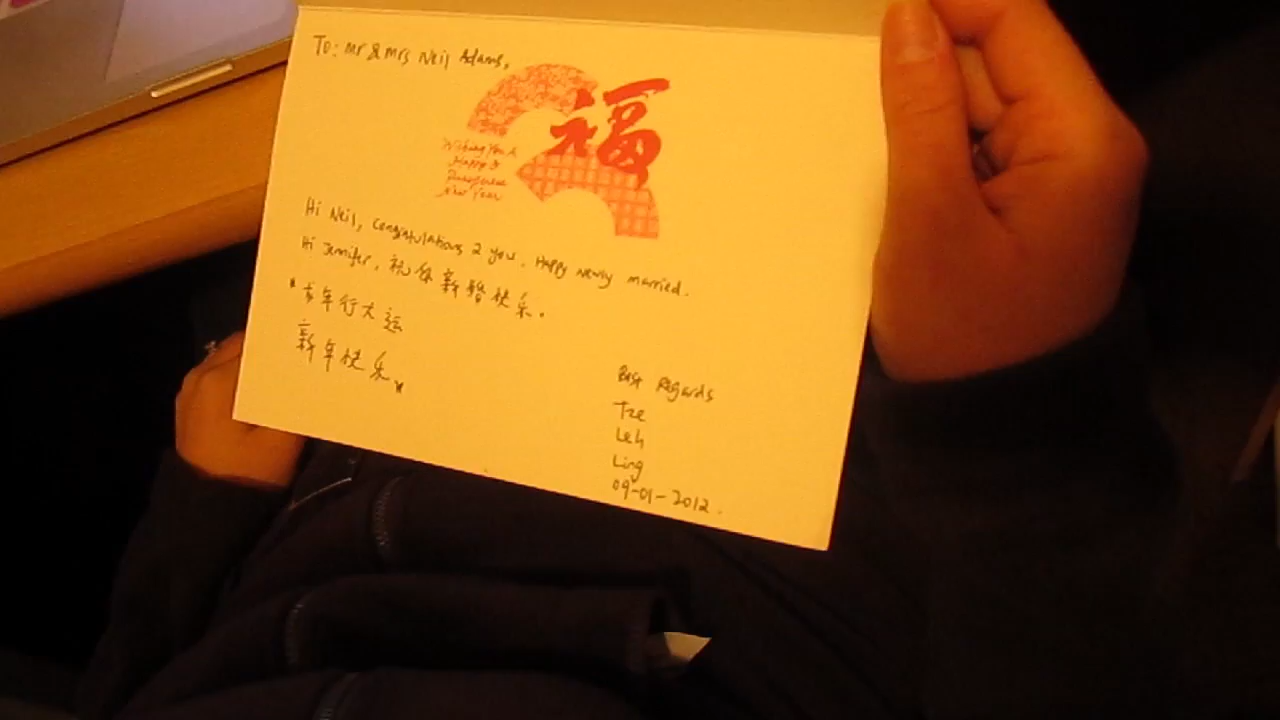 To: Mr & Mrs Neil Adams,
福
Wishing You A
Happy &
Prosperous
New Year
Hi Neil, Congratulations 2 you. Happy Newly married.
Hi Jennifer, 祝你新婚快乐.
"龙年行大运
新年快乐"
Best Regards
Tze
Leh
Ling
09-01-2012.